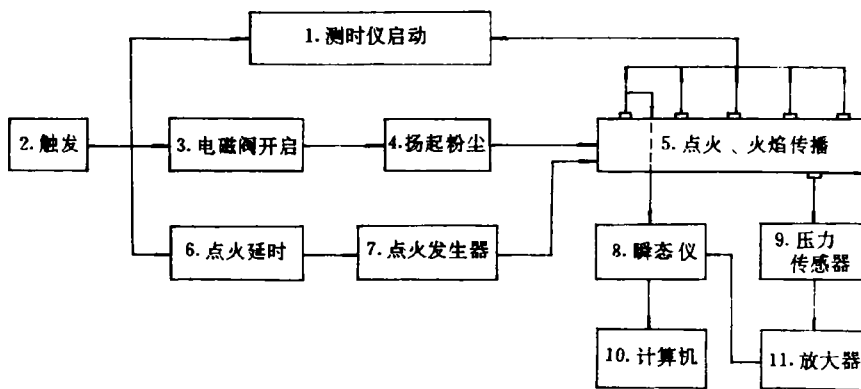 1.测时仪启动
2.触发
3.电磁阀开启
4.扬起粉尘
5.点火、火焰传播
6.点火延时
7.点火发生器
8.瞬态仪
9.压力
传感器
10.计算机
11.放大器